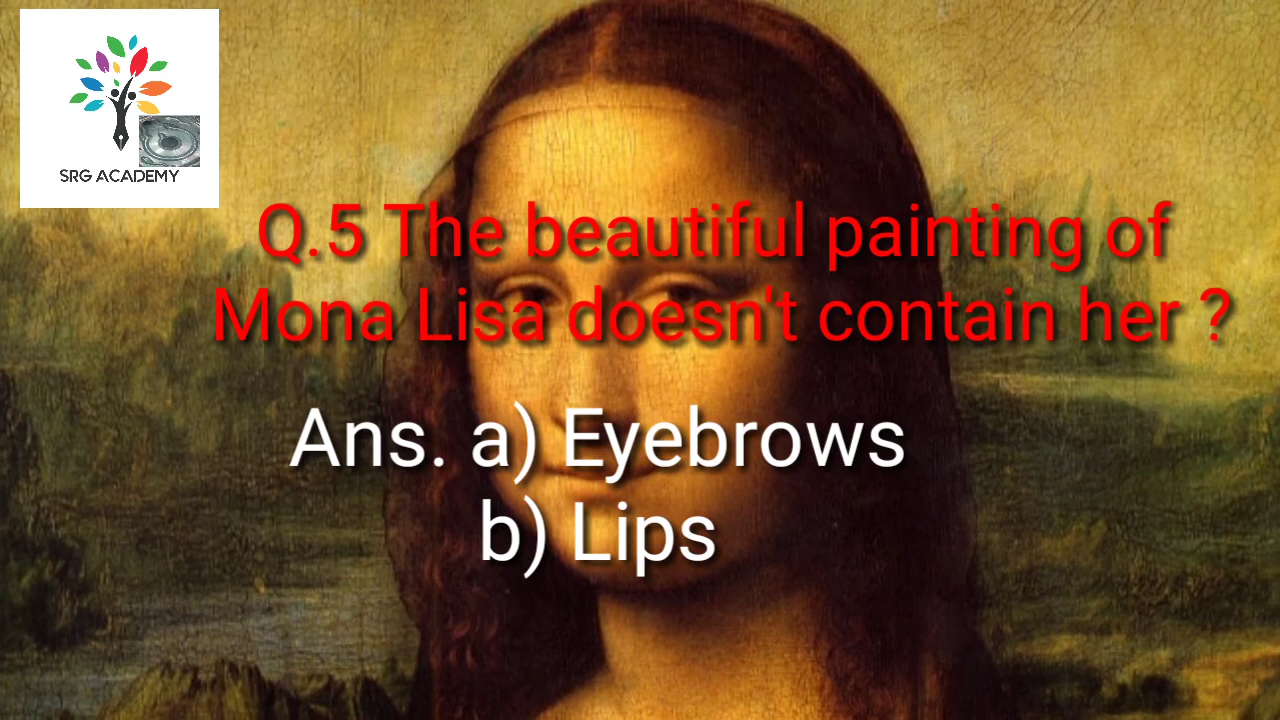 SRG ACADEMY
Q.5 The beautiful painting of
Mona Lisa doesn't contain her ?
Ans. a) Eyebrows
b) Lips